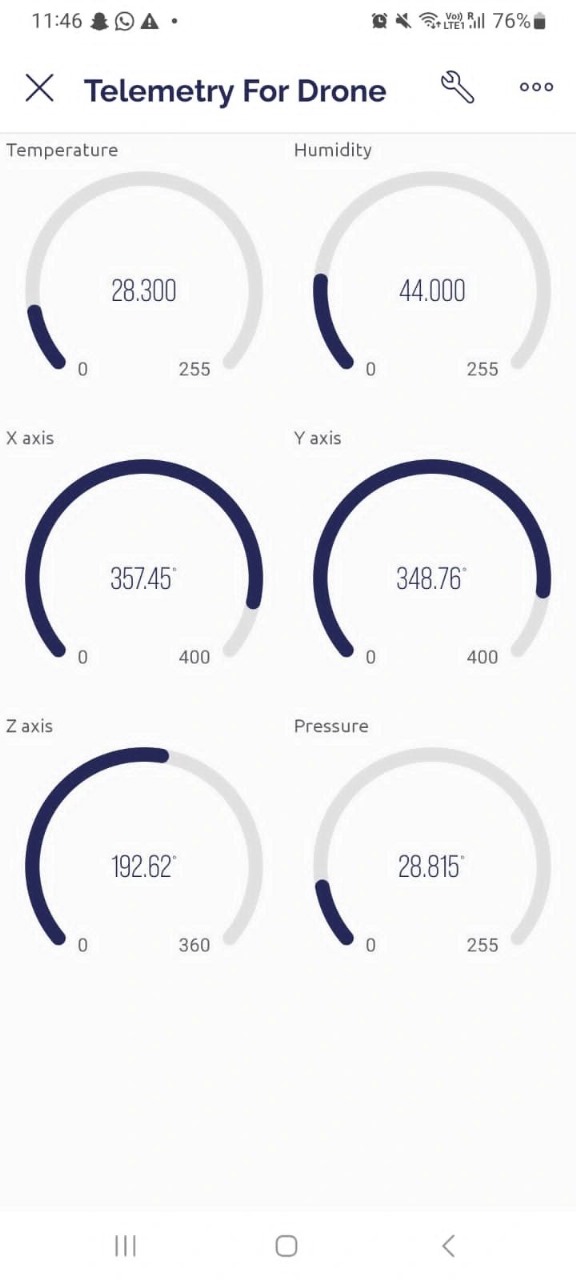 11:46 Vo)) R 76%
LTE1
Telemetry For Drone
Temperature Humidity
28.300 44.000
0 255 0 255
X axis Y axis
357.45° 348.76°
0 400 0 400
Z axis Pressure
192.62° 28.815°
0 360 0 255